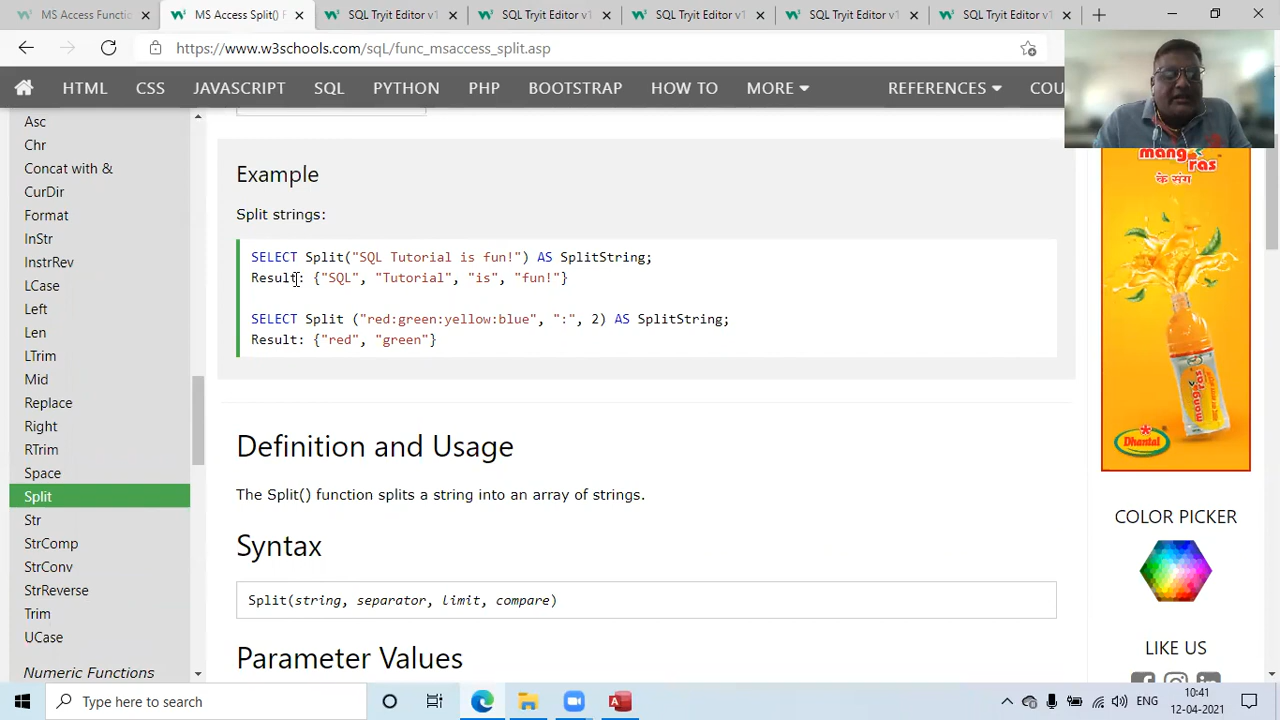 MS Access Function
MS Access Split() F
SQL Tryit Editor v1
SQL Tryit Editor v1
SQL Tryit Editor v1
SQL Tryit Editor v1
SQL Tryit Editor v1
https://www.w3schools.com/sqL/func_msaccess_split.asp
HTML CSS JAVASCRIPT SQL PYTHON PHP BOOTSTRAP HOW TO MORE REFERENCES COU
Asc
Chr
Concat with &
CurDir
Format
InStr
InstrRev
LCase
Left
Len
LTrim
Mid
Replace
Right
RTrim
Space
Split
Str
StrComp
StrConv
StrReverse
Trim
UCase
Numeric Functions
Example
Split strings:
SELECT Split("SQL Tutorial is fun!") AS SplitString;
Result: {"SQL", "Tutorial", "is", "fun!"}
SELECT Split ("red:green:yellow:blue", ":", 2) AS SplitString;
Result: {"red", "green"}
Definition and Usage
The Split() function splits a string into an array of strings.
Syntax
Split(string, separator, limit, compare)
Parameter Values
mang
ras
के संग
Dhantal
COLOR PICKER
LIKE US
Type here to search
ENG
10:41
12-04-2021